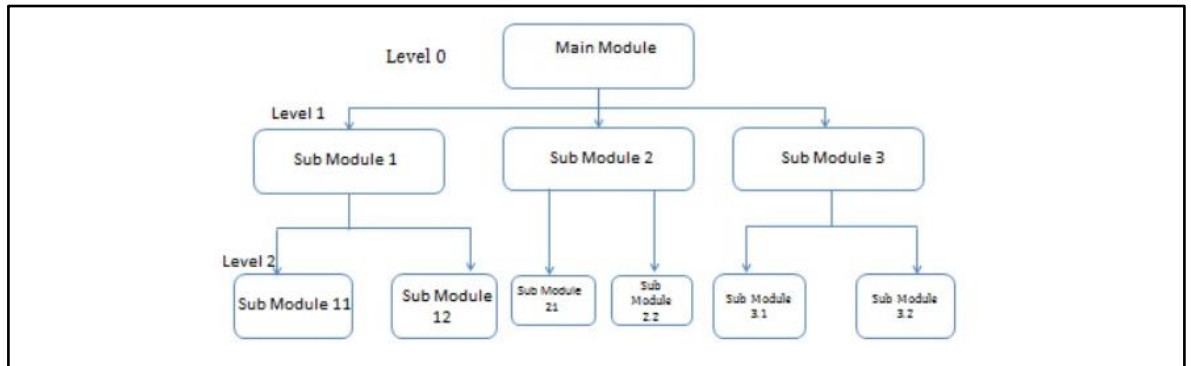 Main Module
Level 0
Level 1
Sub Module 1
Sub Module 2
Sub Module 3
Level 2
Sub Module 11
Sub Module
12
Sub Module
21
Sub
Module
2.2
Sub Module
3.1
Sub Module
3.2